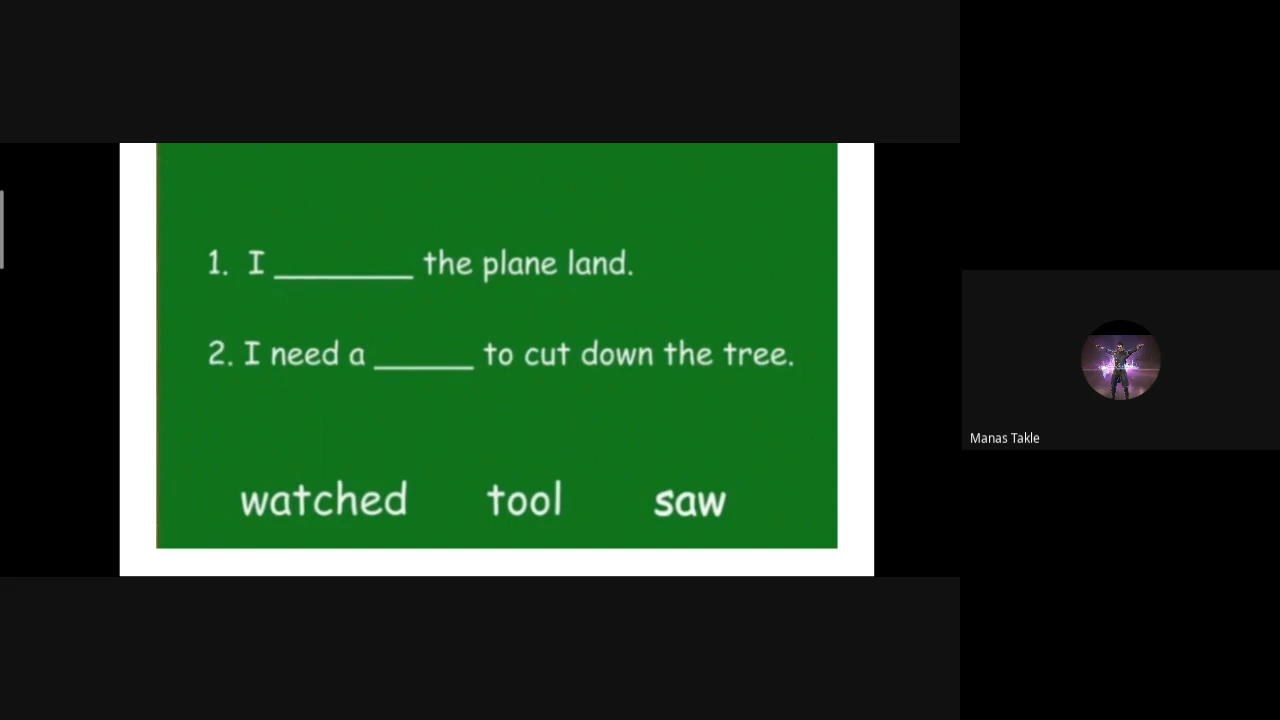 1. I ________ the plane land.
2. I need a ______ to cut down the tree.
watched tool saw
Manas Takle